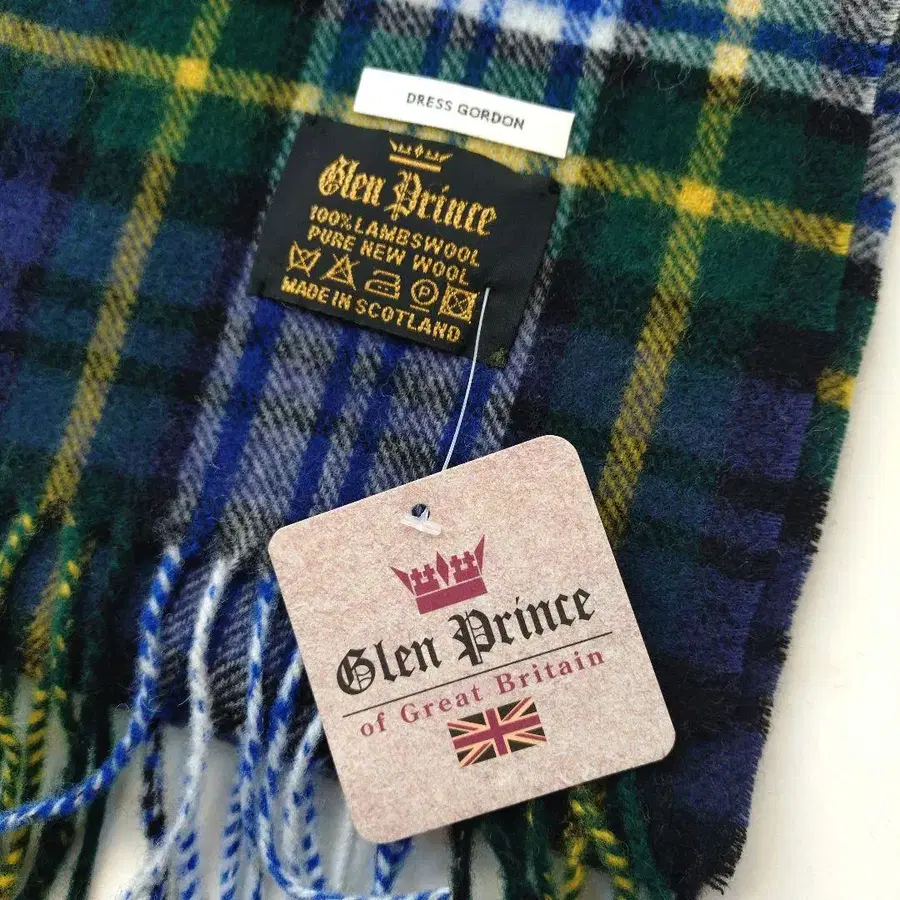 DRESS GORDON
Glen Prince
100% LAMBSWOOL
PURE NEW WOOL
P
MADE IN SCOTLAND
Glen Prince
of Great Britain